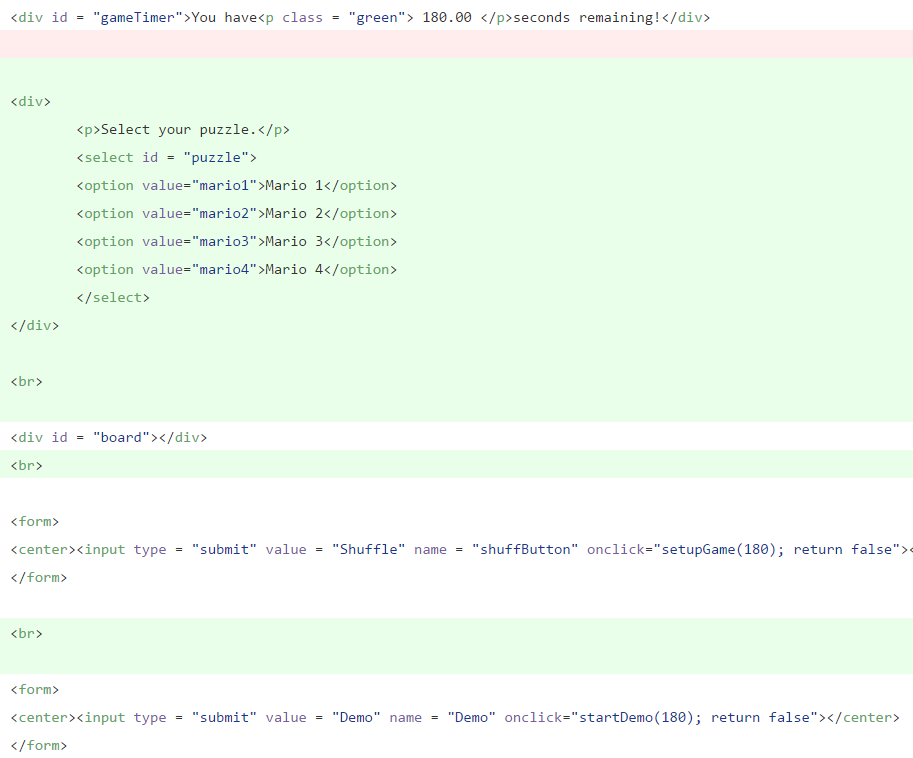 <div id = "gameTimer">You have<p class = "green"> 180.00 </p>seconds remaining!</div>
<div>
<p>Select your puzzle.</p>
<select id = "puzzle">
<option value="mario1">Mario 1</option>
<option value="mario2">Mario 2</option>
<option value="mario3">Mario 3</option>
<option value="mario4">Mario 4</option>
</select>
</div>
<br>
<div id = "board"></div>
<br>
<form>
<center><input type = "submit" value = "Shuffle" name = "shuffButton" onclick="setupGame(180); return false"><
</form>
<br>
<form>
<center><input type = "submit" value = "Demo" name = "Demo" onclick="startDemo(180); return false"></center>
</form>